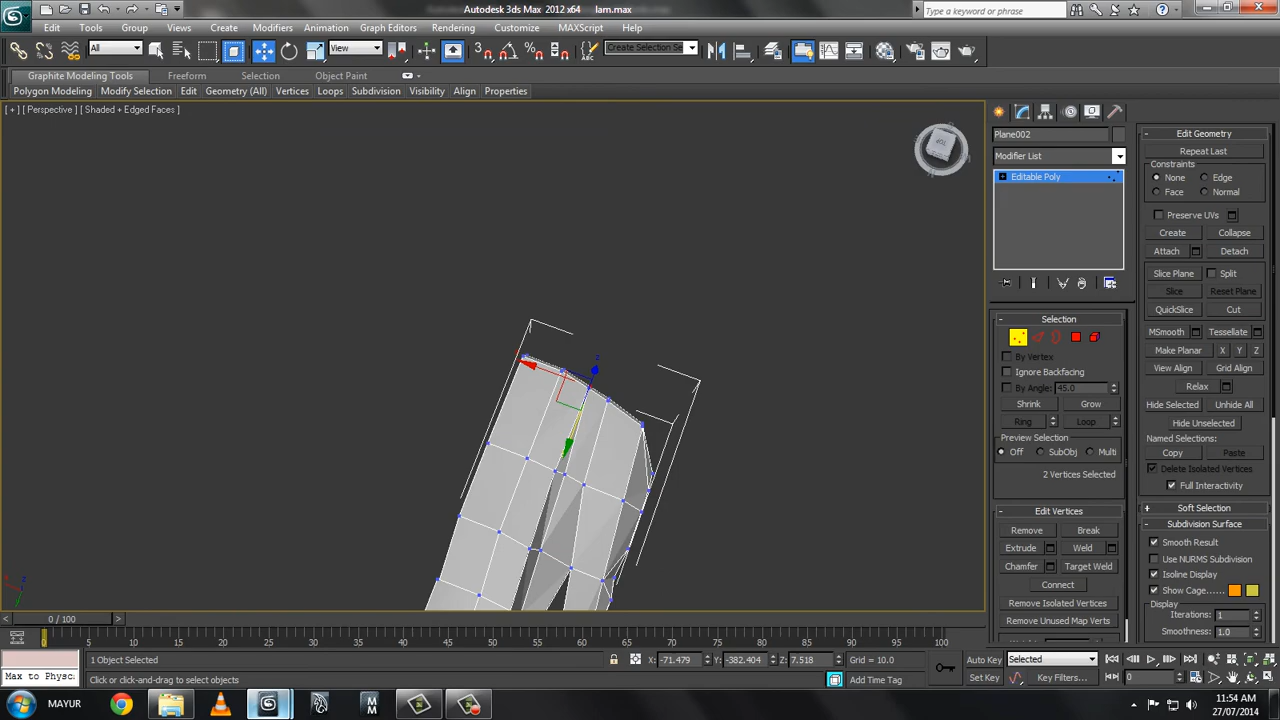 Autodesk 3ds Max 2012 x64 lam.max
Type a keyword or phrase
Edit Tools Group Views Create Modifiers Animation Graph Editors Rendering Customize MAXScript Help
All View Create Selection Se
Graphite Modeling Tools Freeform Selection Object Paint
Polygon Modeling Modify Selection Edit Geometry (All) Vertices Loops Subdivision Visibility Align Properties
[ + ] [ Perspective ] [ Shaded + Edged Faces ]
TOP
z
Plane002
Modifier List
Editable Poly
Selection
By Vertex
Ignore Backfacing
By Angle: 45.0
Shrink Grow
Ring Loop
Preview Selection
Off SubObj Multi
2 Vertices Selected
Edit Vertices
Remove Break
Extrude Weld
Chamfer Target Weld
Connect
Remove Isolated Vertices
Remove Unused Map Verts
Edit Geometry
Repeat Last
Constraints
None Edge
Face Normal
Preserve UVs
Create Collapse
Attach Detach
Slice Plane Split
Slice Reset Plane
QuickSlice Cut
MSmooth Tessellate
Make Planar X Y Z
View Align Grid Align
Relax
Hide Selected Unhide All
Hide Unselected
Named Selections:
Copy Paste
Delete Isolated Vertices
Full Interactivity
Soft Selection
Subdivision Surface
Smooth Result
Use NURMS Subdivision
Isoline Display
Show Cage......
Display
Iterations: 1
Smoothness: 1.0
0 / 100
0 5 10 15 20 25 30 35 40 45 50 55 60 65 70 75 80 85 90 95 100
1 Object Selected X: -71.479 Y: -382.404 Z: 7.518 Grid = 10.0 Auto Key Selected
Max to Physc Click or click-and-drag to select objects Add Time Tag Set Key Key Filters... 0
MAYUR
11:54 AM
27/07/2014